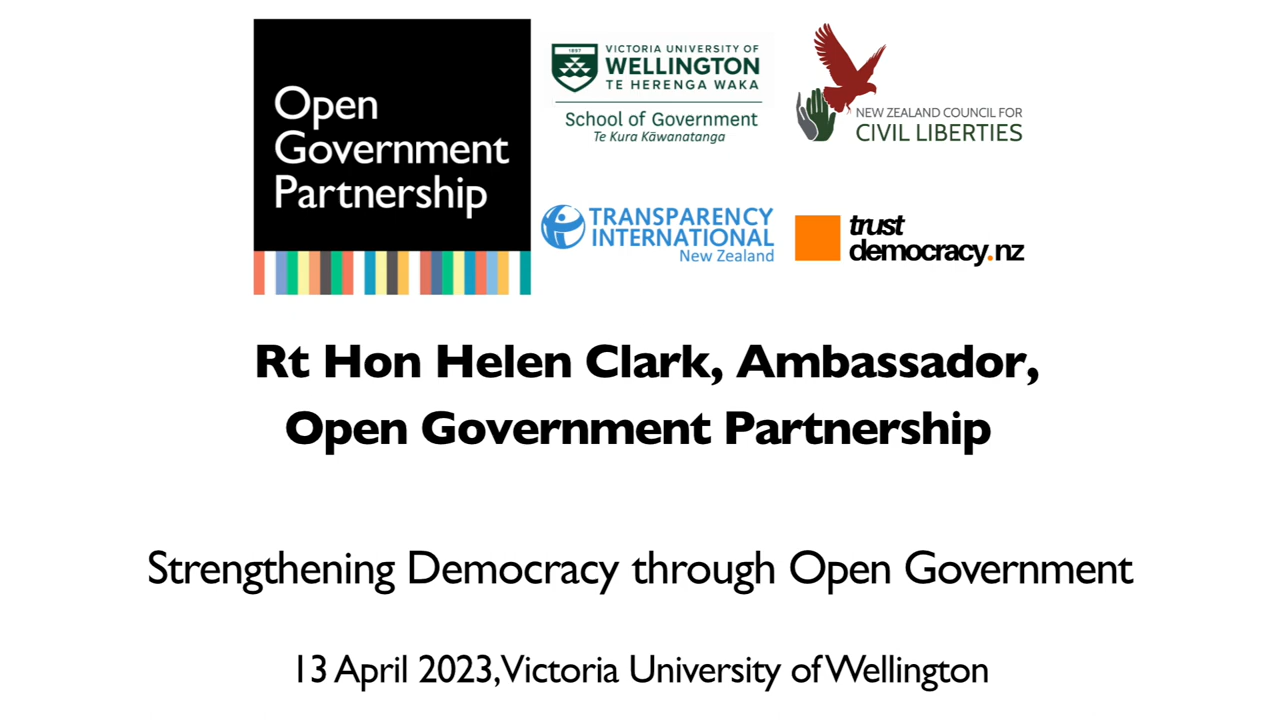 Open
Government
Partnership
1897
VICTORIA UNIVERSITY OF
WELLINGTON
TE HERENGA WAKA
School of Government
Te Kura Kāwanatanga
NEW ZEALAND COUNCIL FOR
CIVIL LIBERTIES
TRANSPARENCY
INTERNATIONAL
New Zealand
trust
democracy.nz
Rt Hon Helen Clark, Ambassador,
Open Government Partnership
Strengthening Democracy through Open Government
13 April 2023, Victoria University of Wellington